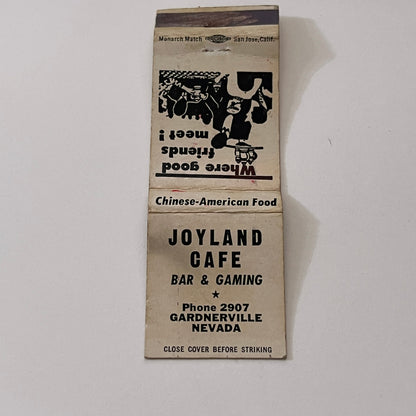 Monarch Match San Jose, Calif.
Where good
friends
meet!
Chinese-American Food
JOYLAND
CAFE
BAR & GAMING
Phone 2907
GARDNERVILLE
NEVADA
CLOSE COVER BEFORE STRIKING